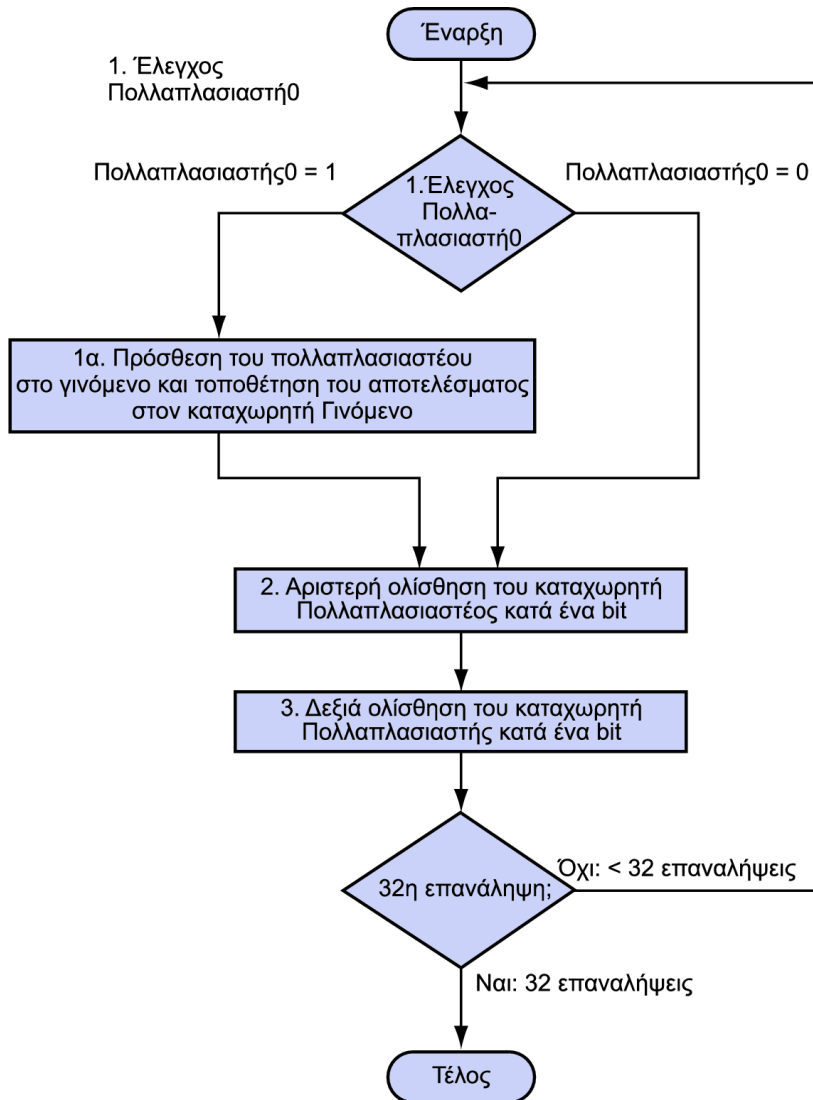 Έναρξη
1. Έλεγχος
Πολλαπλασιαστή0
Πολλαπλασιαστής0 = 1
Πολλαπλασιαστής0 = 0
1.Έλεγχος
Πολλα-
πλασιαστή0
1α. Πρόσθεση του πολλαπλασιαστέου
στο γινόμενο και τοποθέτηση του αποτελέσματος
στον καταχωρητή Γινόμενο
2. Αριστερή ολίσθηση του καταχωρητή
Πολλαπλασιαστέος κατά ένα bit
3. Δεξιά ολίσθηση του καταχωρητή
Πολλαπλασιαστής κατά ένα bit
Όχι: < 32 επαναλήψεις
32η επανάληψη;
Ναι: 32 επαναλήψεις
Τέλος